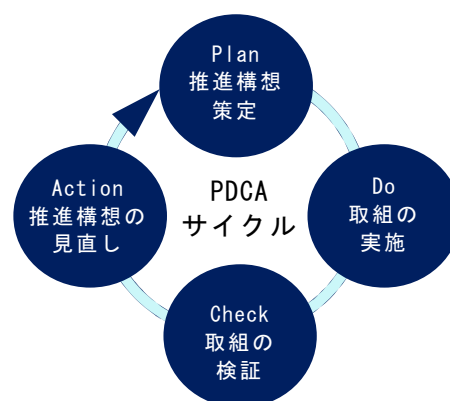 Plan
推進構想
策定
Do
取組の
実施
Check
取組の
検証
Action
推進構想の
見直し
PDCA
サイクル